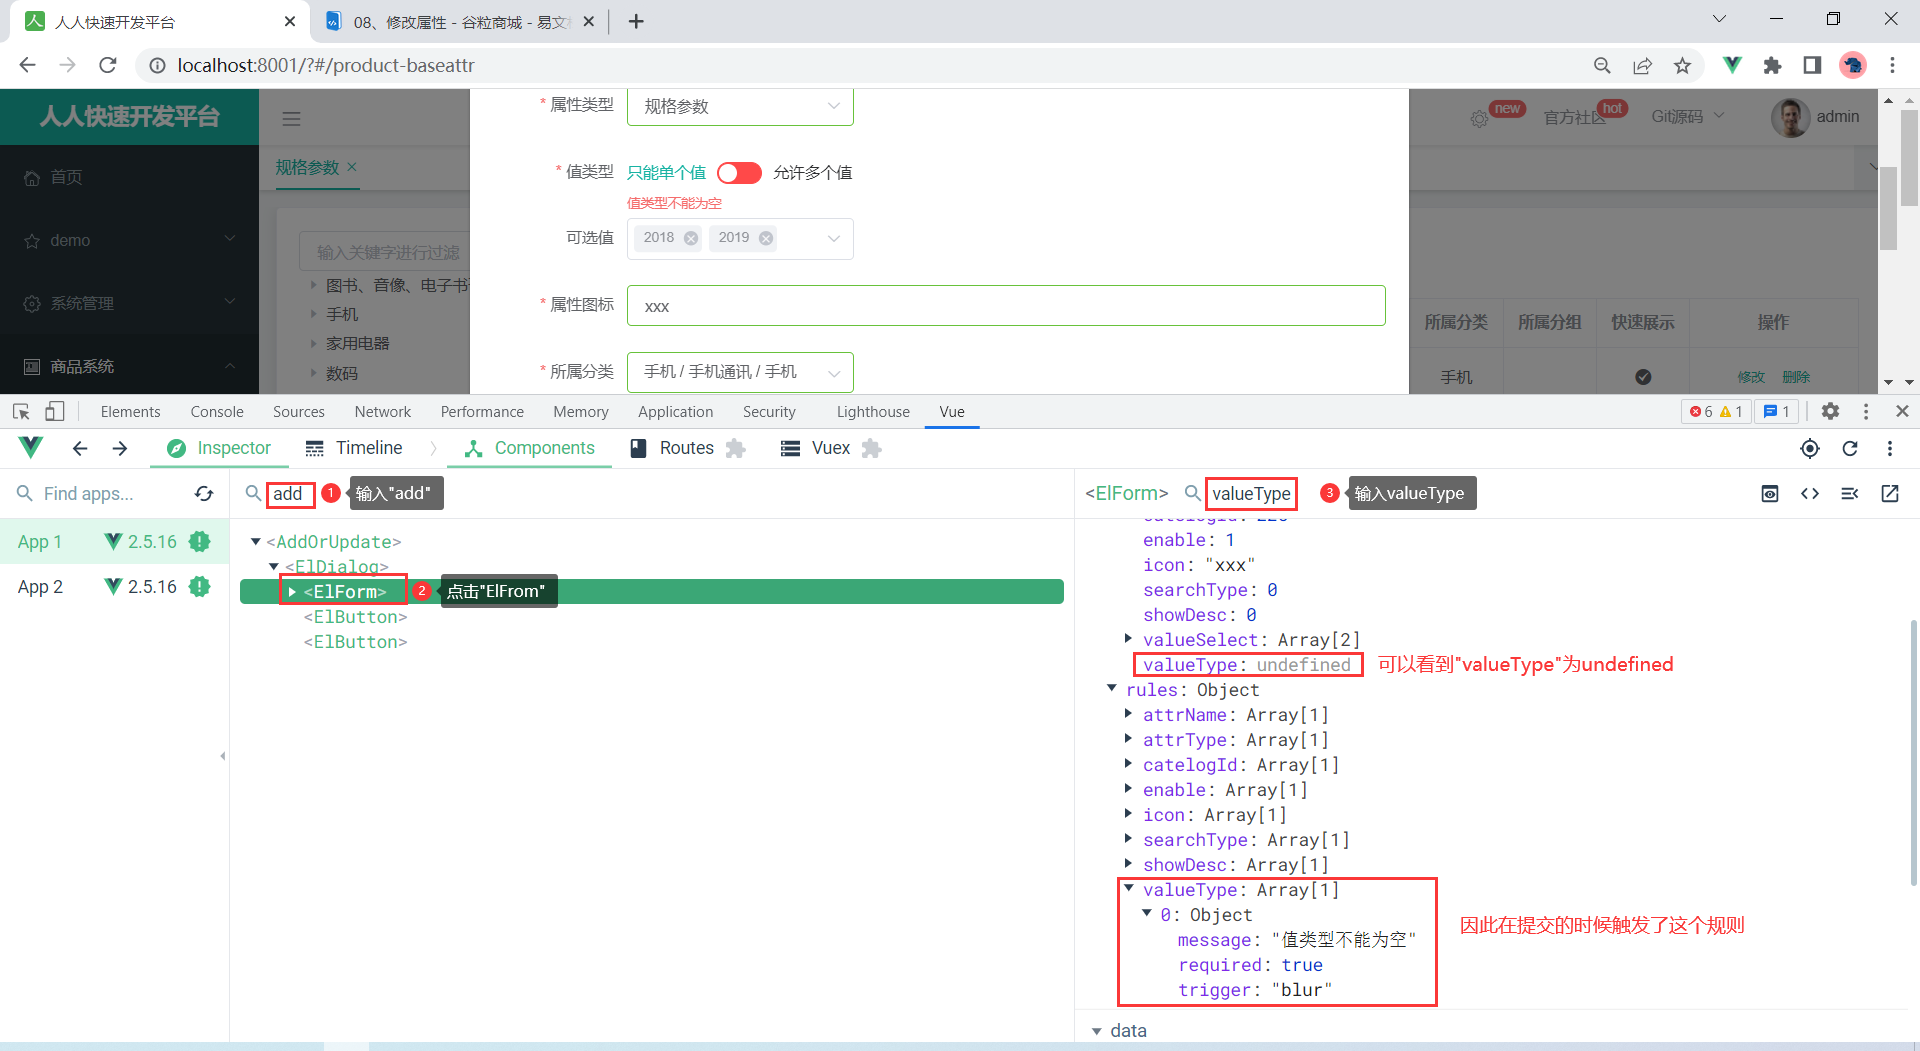 人人快速开发平台
08、修改属性 - 谷粒商城 - 易文
localhost:8001/?#/product-baseattr
人人快速开发平台
* 属性类型
规格参数
new
官方社区
hot
Git源码
admin
规格参数
首页
* 值类型
只能单个值
允许多个值
值类型不能为空
demo
输入关键字进行过滤
可选值
2018
2019
图书、音像、电子书
系统管理
手机
* 属性图标
xxx
家用电器
所属分类
所属分组
快速展示
操作
商品系统
数码
* 所属分类
手机 / 手机通讯 / 手机
手机
修改
删除
Elements
Console
Sources
Network
Performance
Memory
Application
Security
Lighthouse
Vue
6
1
1
Inspector
Timeline
Components
Routes
Vuex
Find apps...
add
1
输入"add"
<ElForm>
valueType
3
输入valueType
App 1
2.5.16
App 2
2.5.16
<AddOrUpdate>
<ElDialog>
<ElForm>
2
点击"ElFrom"
<ElButton>
<ElButton>
catelogId: 225
enable: 1
icon: "xxx"
searchType: 0
showDesc: 0
valueSelect: Array[2]
valueType: undefined
可以看到"valueType"为undefined
rules: Object
attrName: Array[1]
attrType: Array[1]
catelogId: Array[1]
enable: Array[1]
icon: Array[1]
searchType: Array[1]
showDesc: Array[1]
valueType: Array[1]
0: Object
message: "值类型不能为空"
required: true
trigger: "blur"
因此在提交的时候触发了这个规则
data